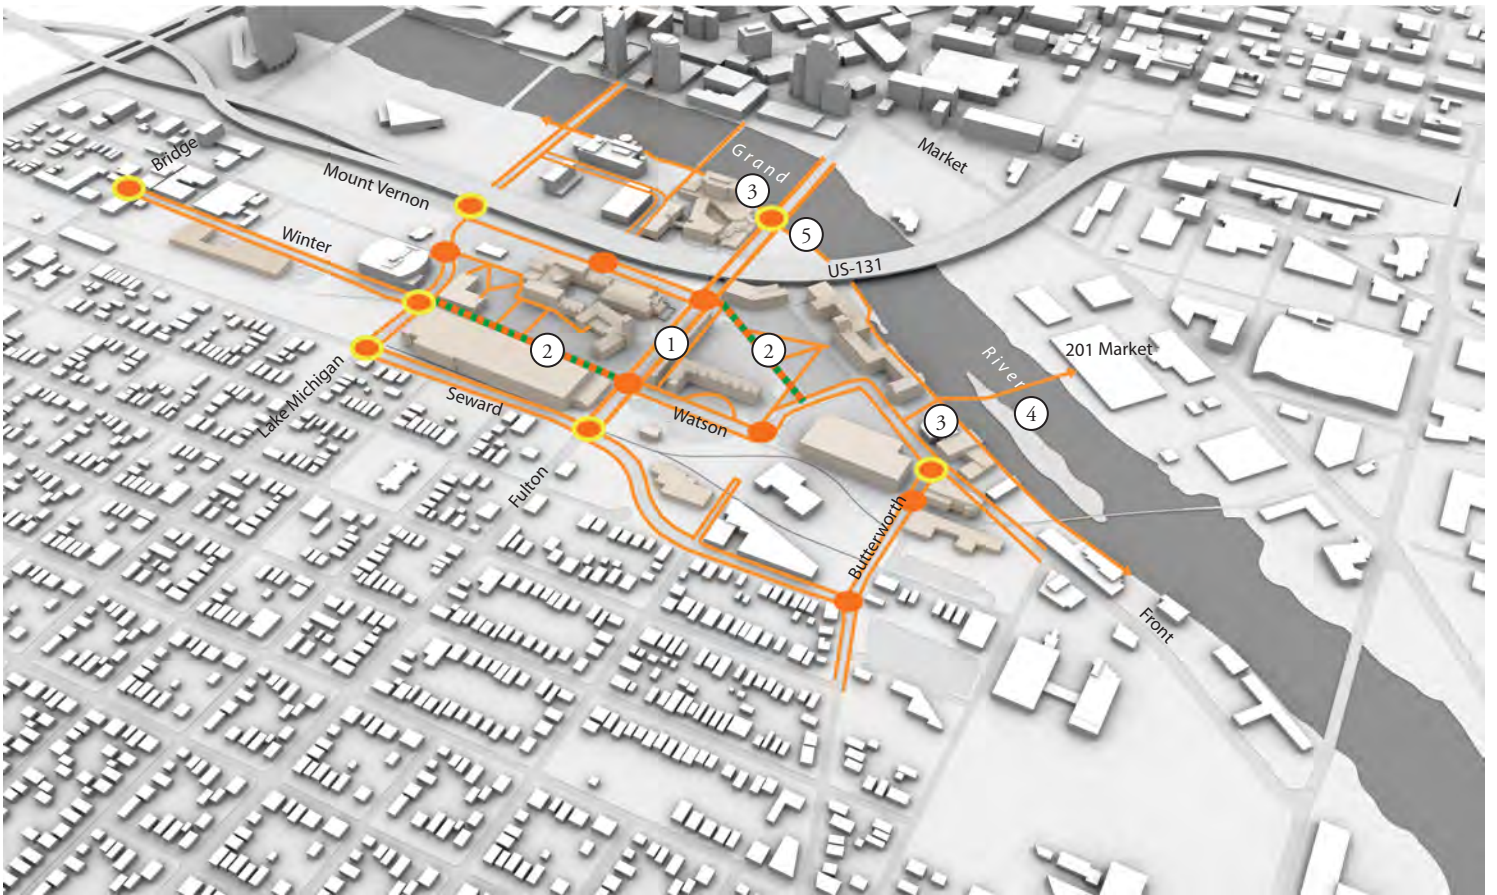 Bridge
Mount Vernon
Winter
Grand
Market
3
5
US-131
1
2
2
201 Market
River
Lake Michigan
Seward
Watson
4
3
Fulton
Butterworth
Front